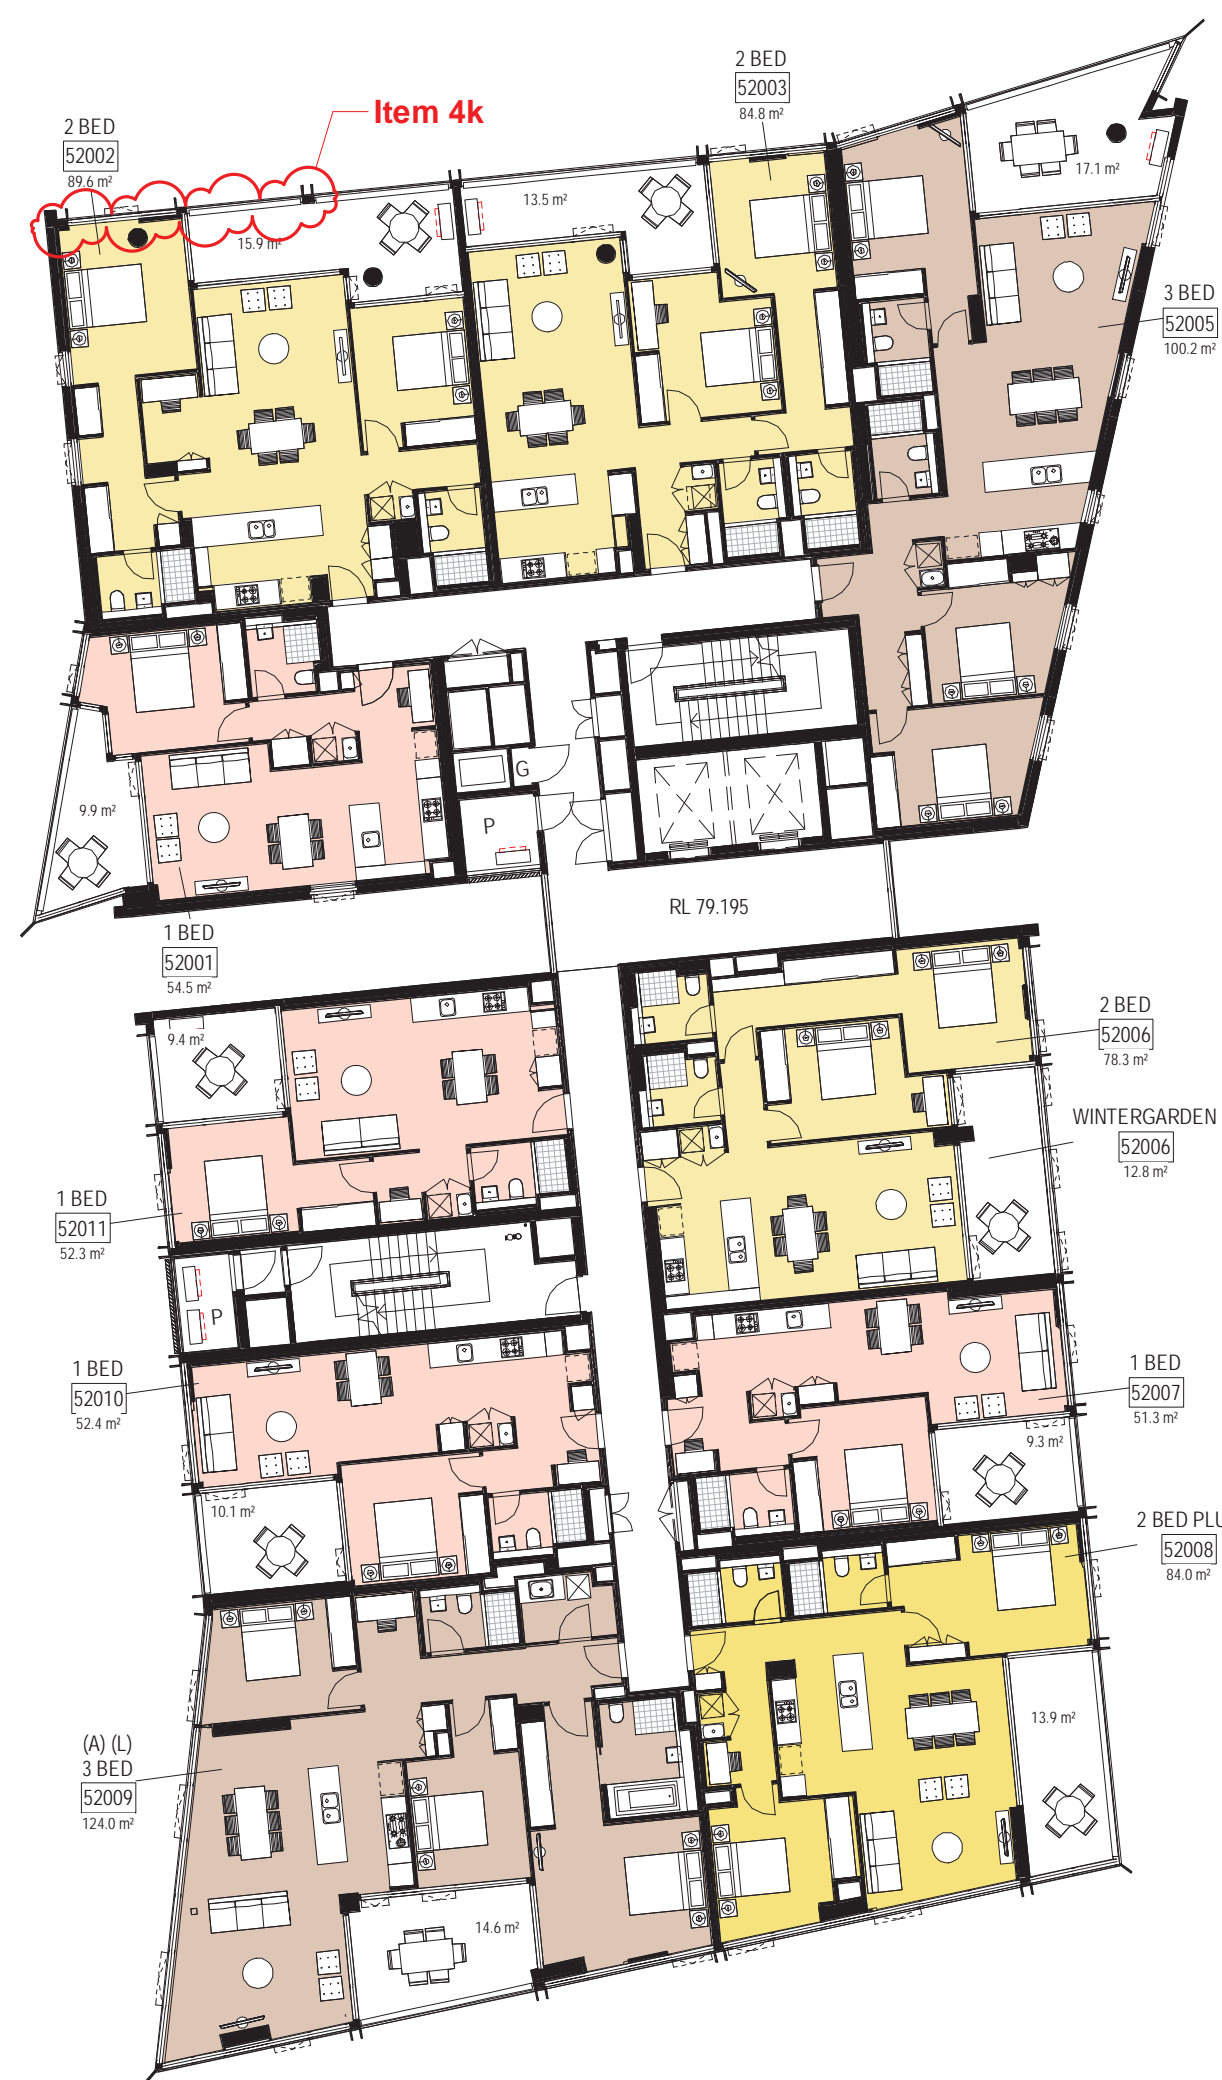 2 BED
52003
84.8 m²
Item 4k
2 BED
52002
89.6 m²
15.9 m²
13.5 m²
17.1 m²
3 BED
52005
100.2 m²
G
P
9.9 m²
1 BED
52001
54.5 m²
RL 79.195
9.4 m²
2 BED
52006
78.3 m²
WINTERGARDEN
52006
12.8 m²
1 BED
52011
52.3 m²
P
1 BED
52010
52.4 m²
10.1 m²
1 BED
52007
51.3 m²
9.3 m²
2 BED PLU
52008
84.0 m²
13.9 m²
(A) (L)
3 BED
52009
124.0 m²
14.6 m²